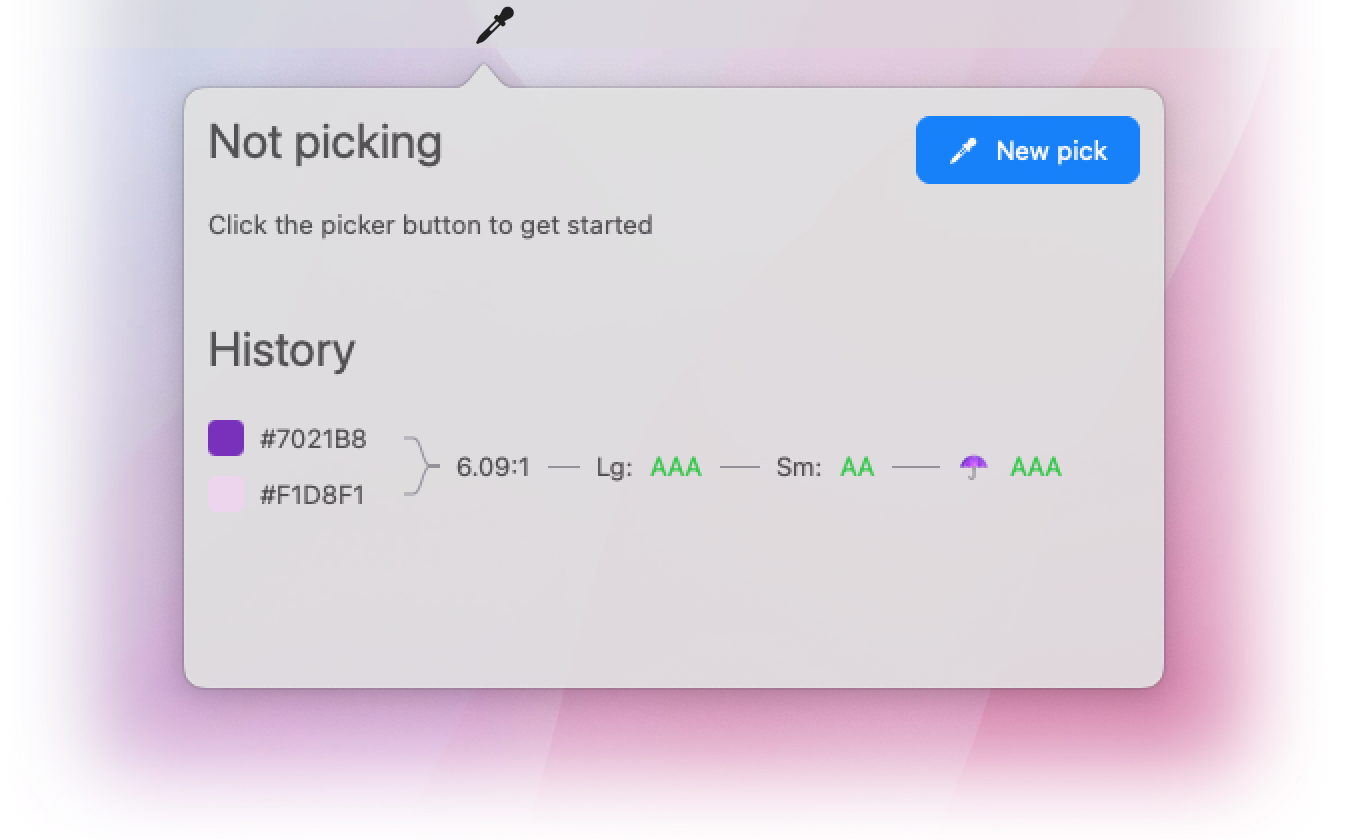 Not picking
New pick
Click the picker button to get started
History
#7021B8
#F1D8F1
6.09:1 — Lg: AAA — Sm: AA — ☂ AAA